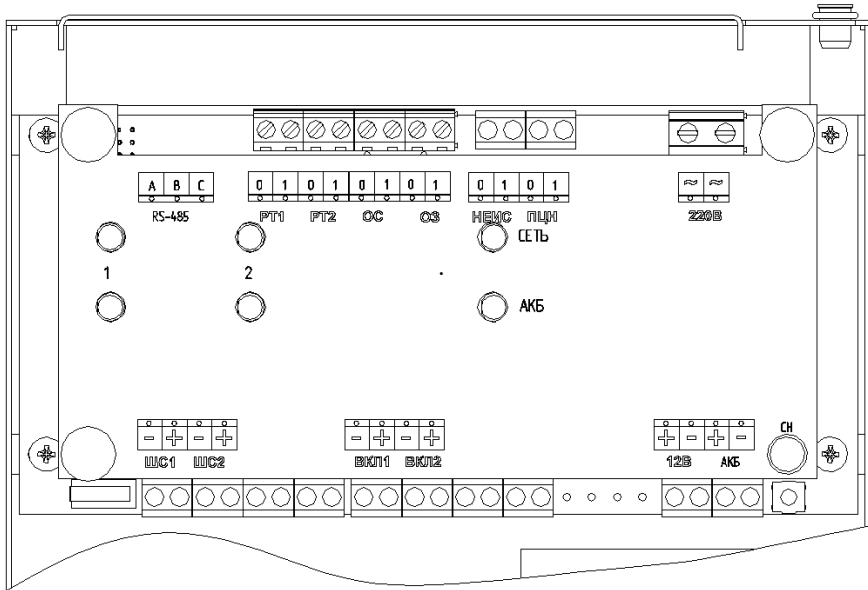 A B C 0 1 0 1 0 1 0 1 0 1 0 1 ~ ~
RS-485 РТ1 РТ2 ОС ОЗ НЕИС ПЦН 220В
СЕТЬ
1 2
АКБ
- + - + - + - + + - + - СН
ШС1 ШС2 ВКЛ1 ВКЛ2 12В АКБ